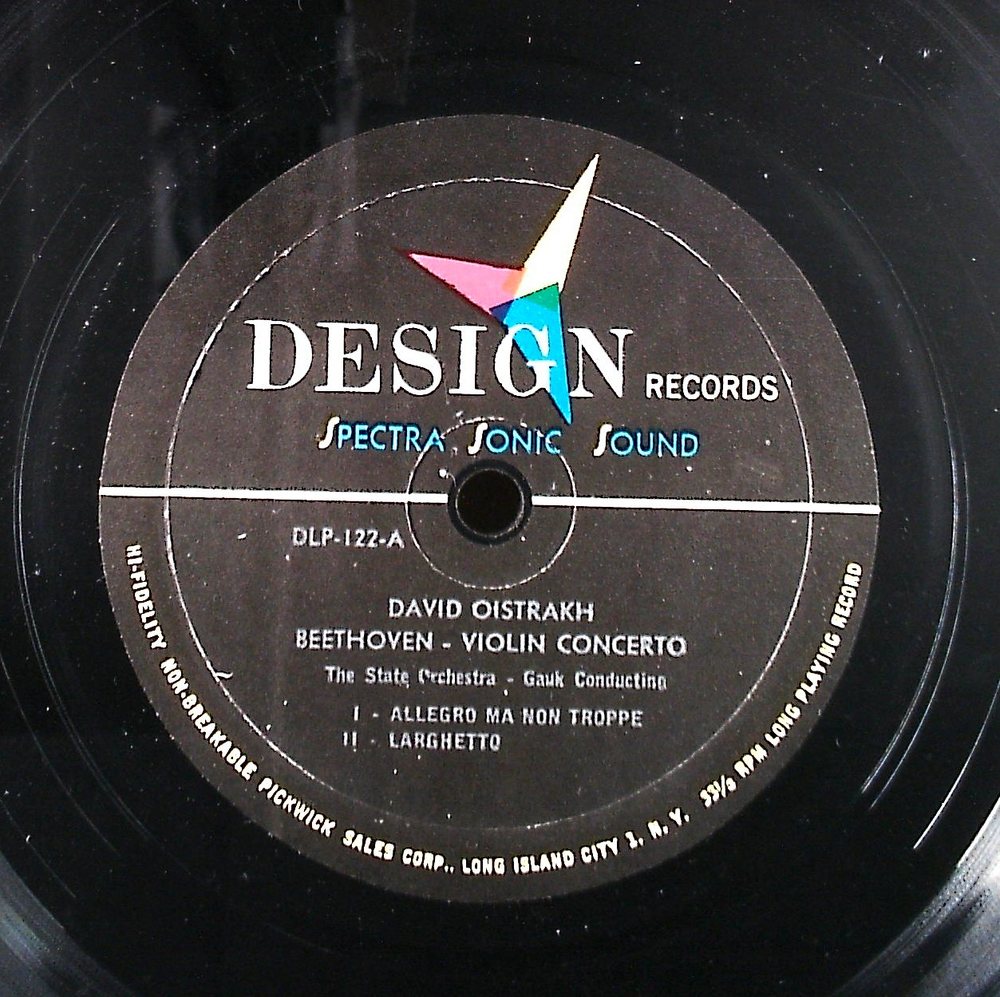 DESIGN RECORDS
SPECTRA SONIC SOUND
DLP-122-A
DAVID OISTRAKH
BEETHOVEN - VIOLIN CONCERTO
The State Orchestra - Gauk Conducting
I - ALLEGRO MA NON TROPPE
II - LARGHETTO
HI-FIDELITY NON-BREAKABLE PICKWICK SALES CORP., LONG ISLAND CITY 1, N. Y. 33⅓ RPM LONG PLAYING RECORD